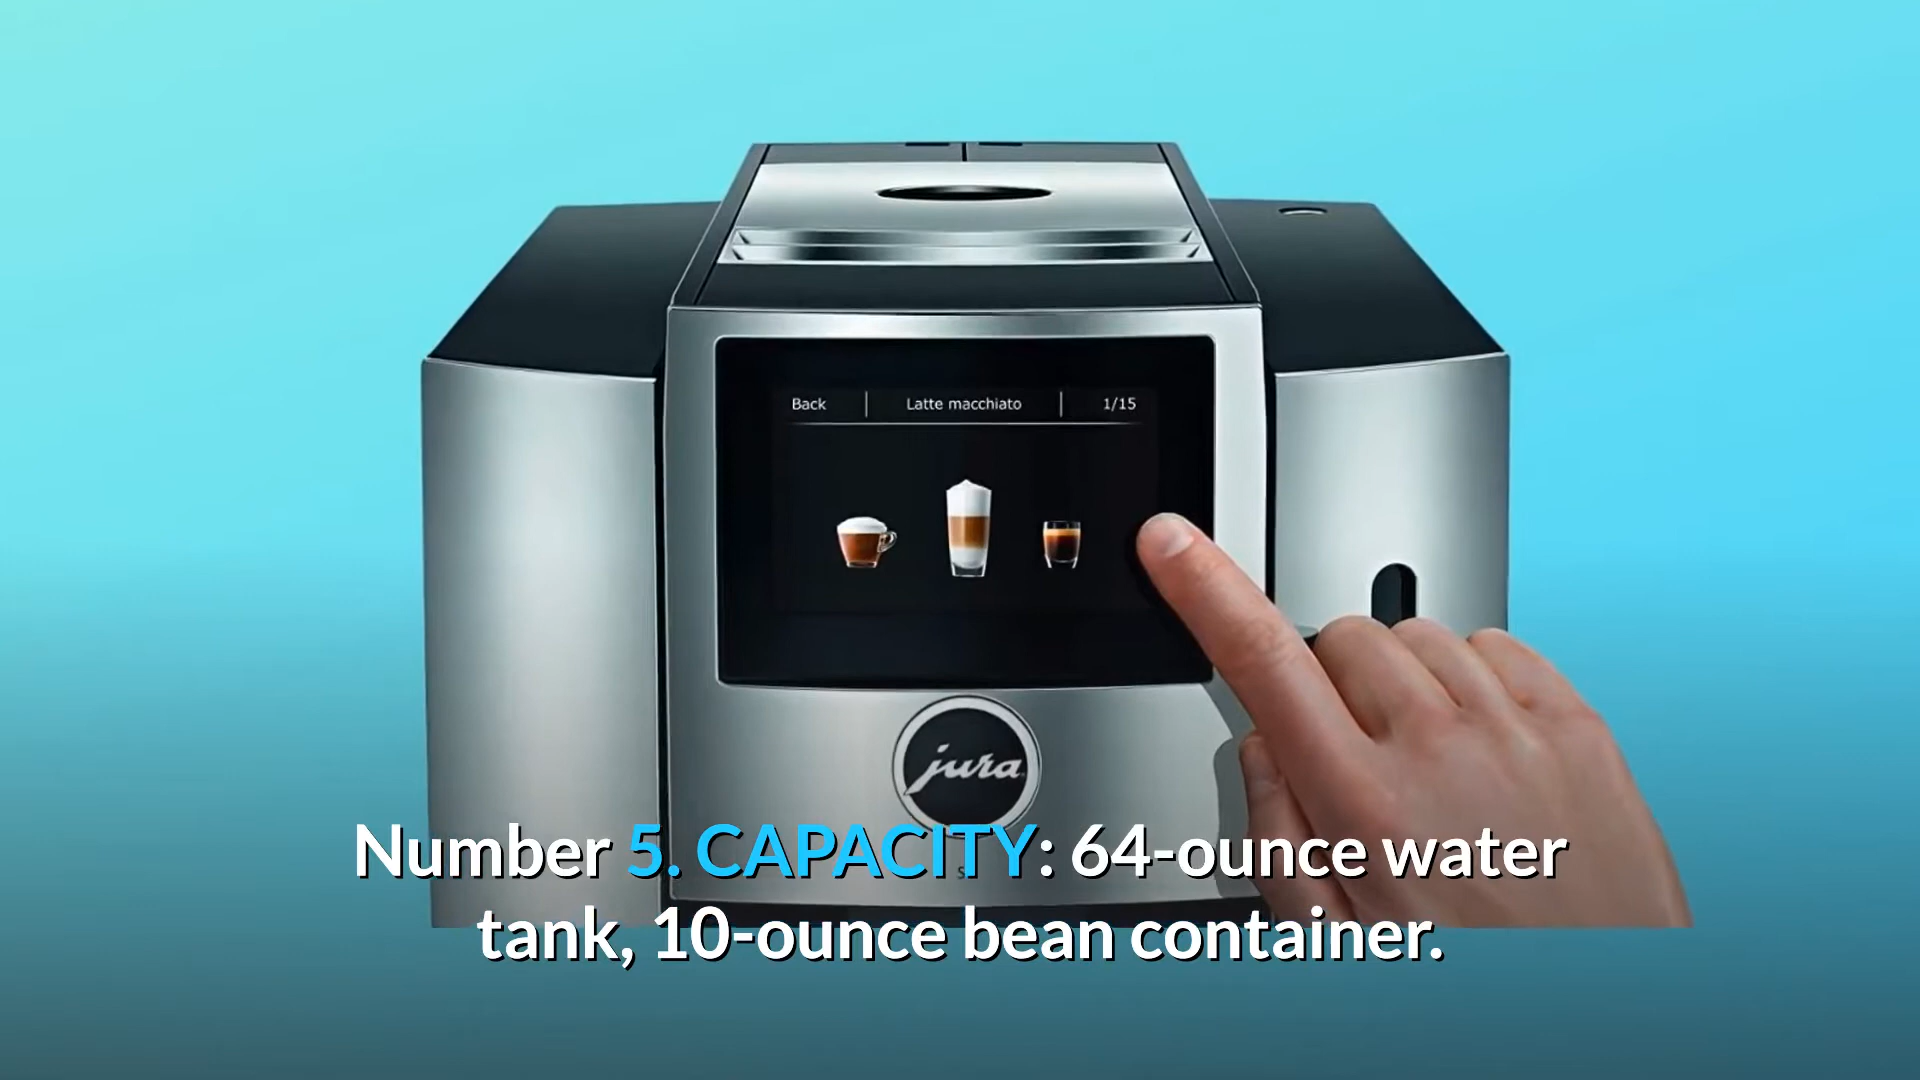 Back
Latte macchiato
1/15
jura
Number 5. CAPACITY: 64-ounce water
tank, 10-ounce bean container.